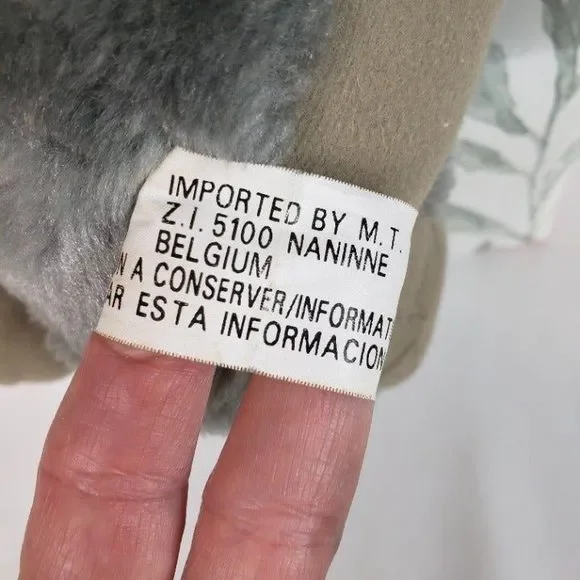 IMPORTED BY M.T.
Z.I. 5100 NANINNE
BELGIUM
N A CONSERVER/INFORMAT
AR ESTA INFORMACION